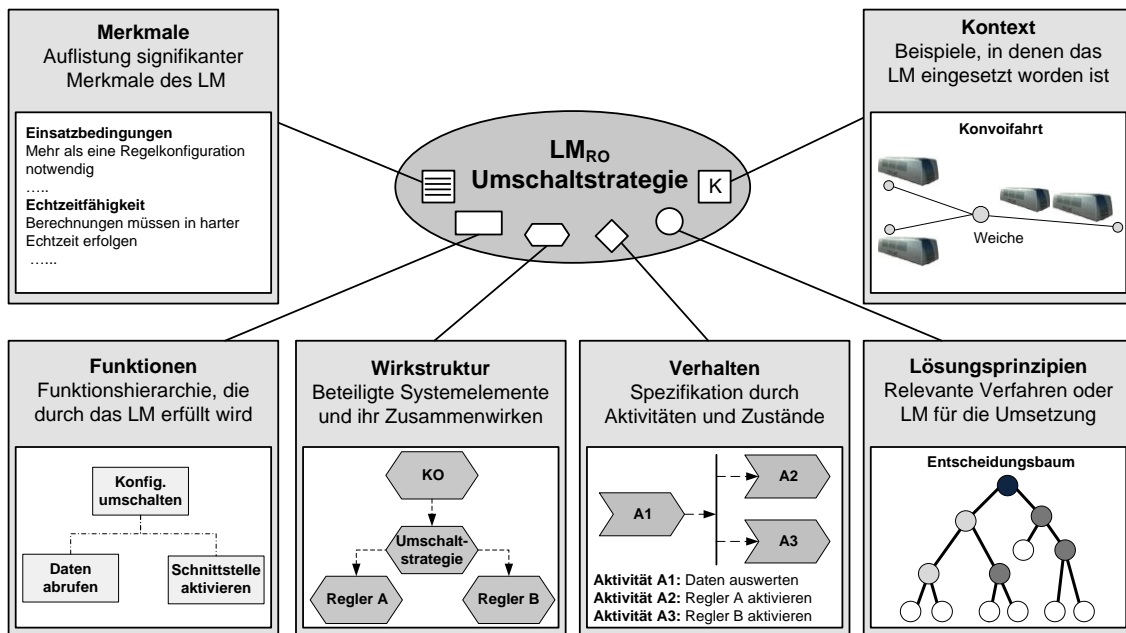 Merkmale
Auflistung signifikanter
Merkmale des LM
Einsatzbedingungen
Mehr als eine Regelkonfiguration
notwendig
…..
Echtzeitfähigkeit
Berechnungen müssen in harter
Echtzeit erfolgen
…...
LMRO
Umschaltstrategie
K
Kontext
Beispiele, in denen das
LM eingesetzt worden ist
Konvoifahrt
Weiche
Funktionen
Funktionshierarchie, die
durch das LM erfüllt wird
Konfig.
umschalten
Daten
abrufen
Schnittstelle
aktivieren
Wirkstruktur
Beteiligte Systemelemente
und ihr Zusammenwirken
KO
Umschalt-
strategie
Regler A
Regler B
Verhalten
Spezifikation durch
Aktivitäten und Zustände
A1
A2
A3
Aktivität A1: Daten auswerten
Aktivität A2: Regler A aktivieren
Aktivität A3: Regler B aktivieren
Lösungsprinzipien
Relevante Verfahren oder
LM für die Umsetzung
Entscheidungsbaum